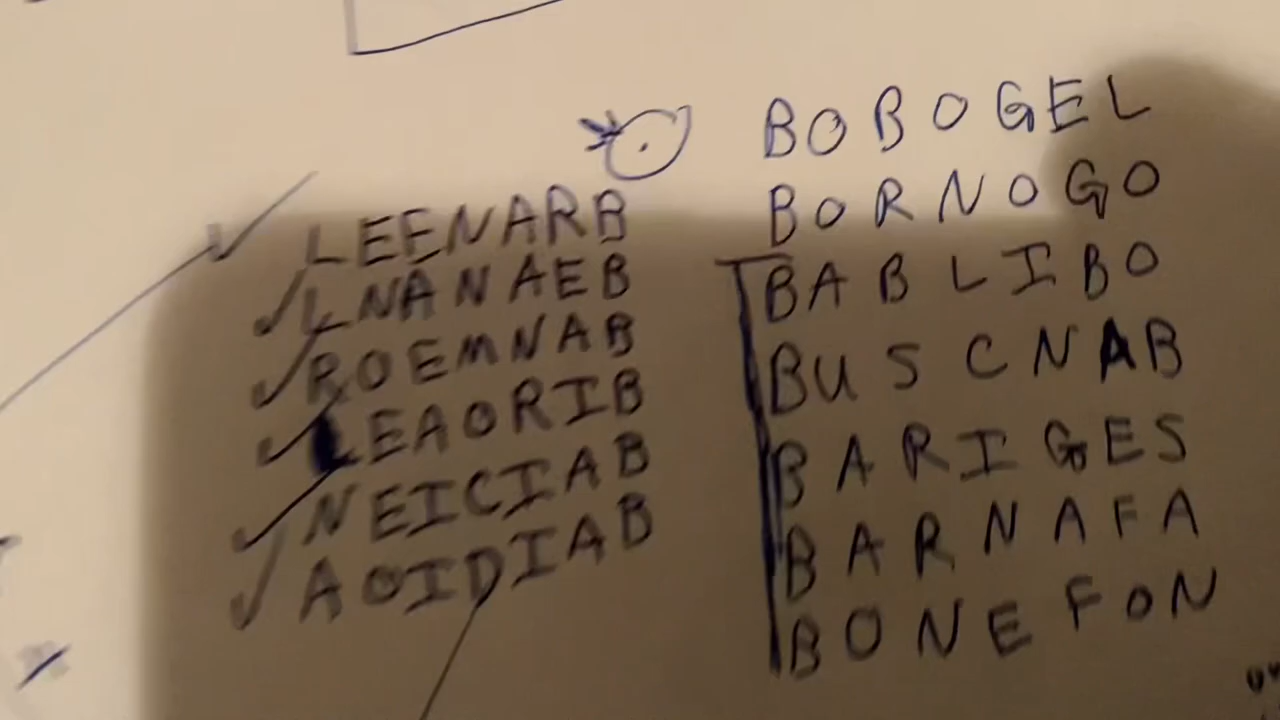 BOBOGEL
BORNOGO
BABLIBO
BUSCNAB
BARIGES
BARNAFA
BONEFON
LEENARB
LNANAEB
ROEMNAB
LEAORIB
NEICIAB
AOIDIAB